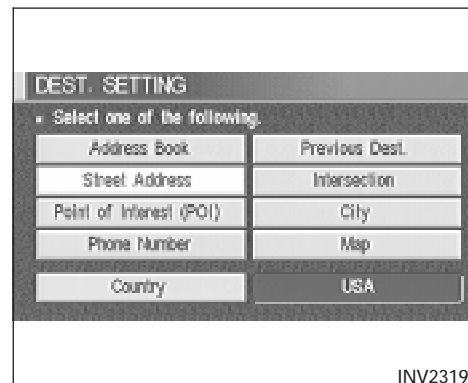 DEST. SETTING
Select one of the following.
Address Book Previous Dest.
Street Address Intersection
Point of Interest (POI) City
Phone Number Map
Country USA
INV2319